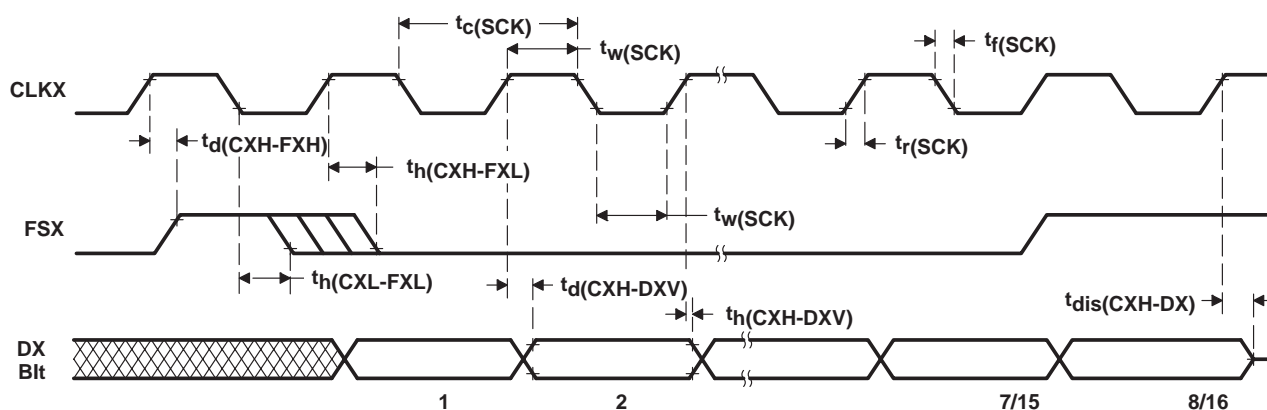 tc(SCK)
tw(SCK)
tf(SCK)
CLKX
td(CXH-FXH)
th(CXH-FXL)
tr(SCK)
tw(SCK)
FSX
th(CXL-FXL)
td(CXH-DXV)
th(CXH-DXV)
tdis(CXH-DX)
DX
BIt
1
2
7/15
8/16